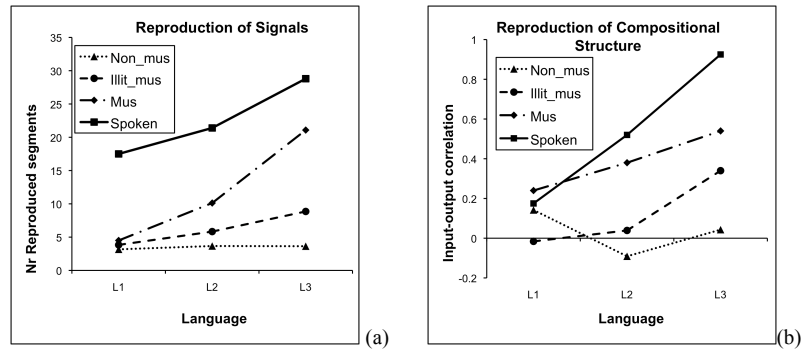 Reproduction of Signals
35
30
25
20
15
10
5
0
Nr Reproduced segments
Non_mus
Illit_mus
Mus
Spoken
L1 L2 L3
Language
(a)
Reproduction of Compositional
Structure
1
0.8
0.6
0.4
0.2
0
-0.2
Input-output correlation
Non_mus
Illit_mus
Mus
Spoken
L1 L2 L3
Language
(b)